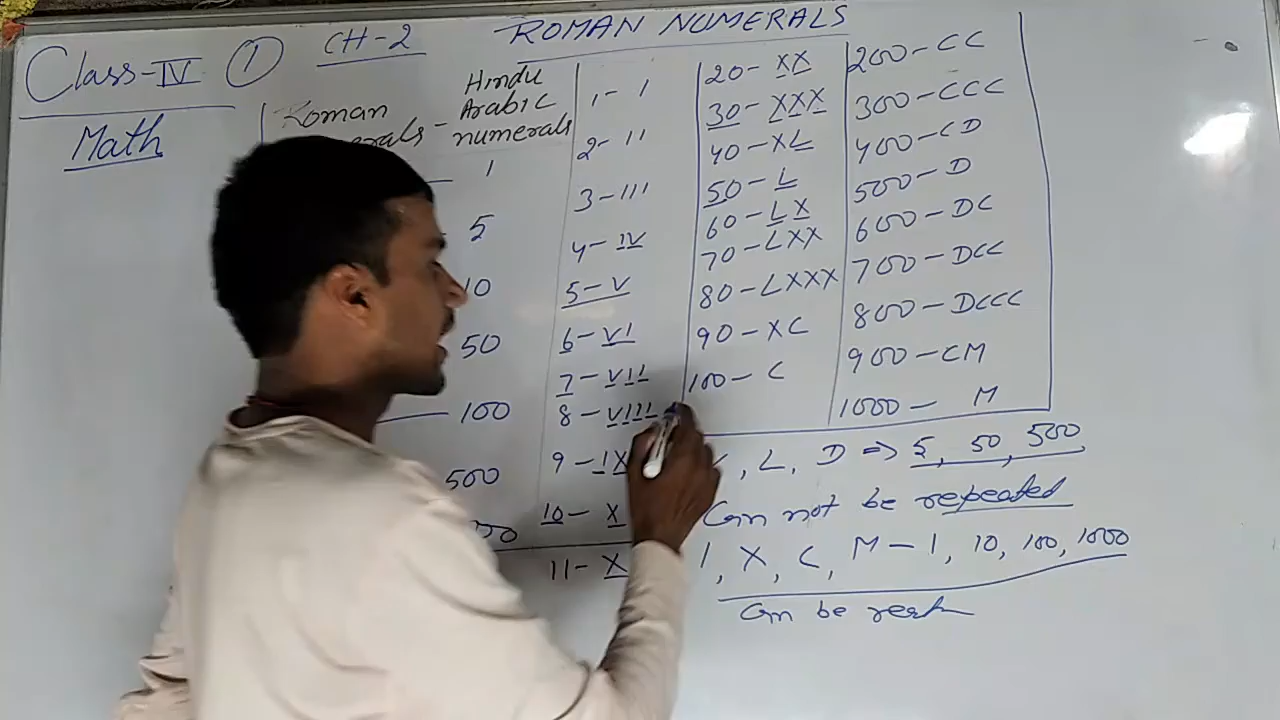 Class-IV ① CH-2 ROMAN NUMERALS
Math
Roman
Hindu
Arabic
numerals
1
5
10
50
100
500
1 - I
2 - II
3 - III
4 - IV
5 - V
6 - VI
7 - VII
8 - VIII
9 - IX
10 - X
11 - X
20 - XX
30 - XXX
40 - XL
50 - L
60 - LX
70 - LXX
80 - LXXX
90 - XC
100 - C
200 - CC
300 - CCC
400 - CD
500 - D
600 - DC
700 - DCC
800 - DCCC
900 - CM
1000 - M
, L, D ⇒ 5, 50, 500
Can not be repeated
I, X, C, M - 1, 10, 100, 1000
Can be